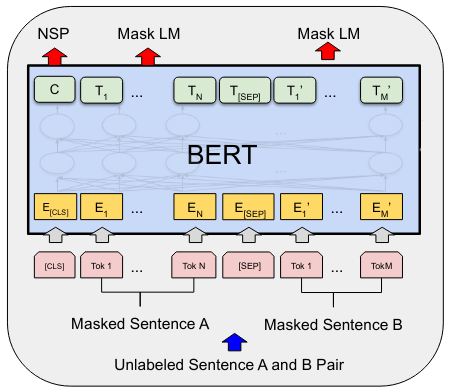 NSP Mask LM Mask LM
C T1 ... TN T[SEP] T1' ... TM'
...
BERT
...
E[CLS] E1 ... EN E[SEP] E1' ... EM'
[CLS] Tok 1 ... Tok N [SEP] Tok 1 ... TokM
Masked Sentence A Masked Sentence B
Unlabeled Sentence A and B Pair